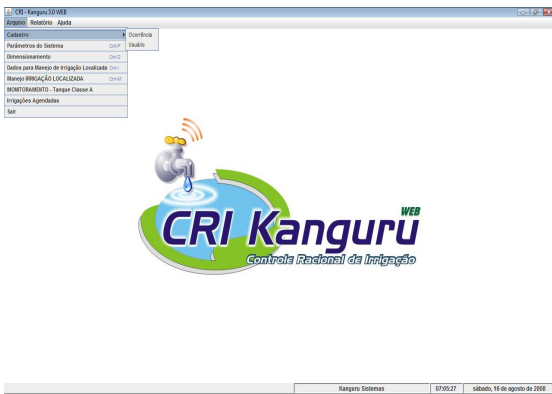 CRI - Kanguru 3.0 WEB
Arquivo Relatório Ajuda
Cadastro
Ocorrência
Usuário
Parâmetros do Sistema Ctrl-P
Dimensionamento Ctrl-D
Dados para Manejo de Irrigação Localizada Ctrl-I
Manejo IRRIGAÇÃO LOCALIZADA Ctrl-M
MONITORAMENTO - Tanque Classe A
Irrigações Agendadas
Sair
WEB
CRI Kanguru
Controle Racional de Irrigação
Kanguru Sistemas 07:05:27 sábado, 16 de agosto de 2008